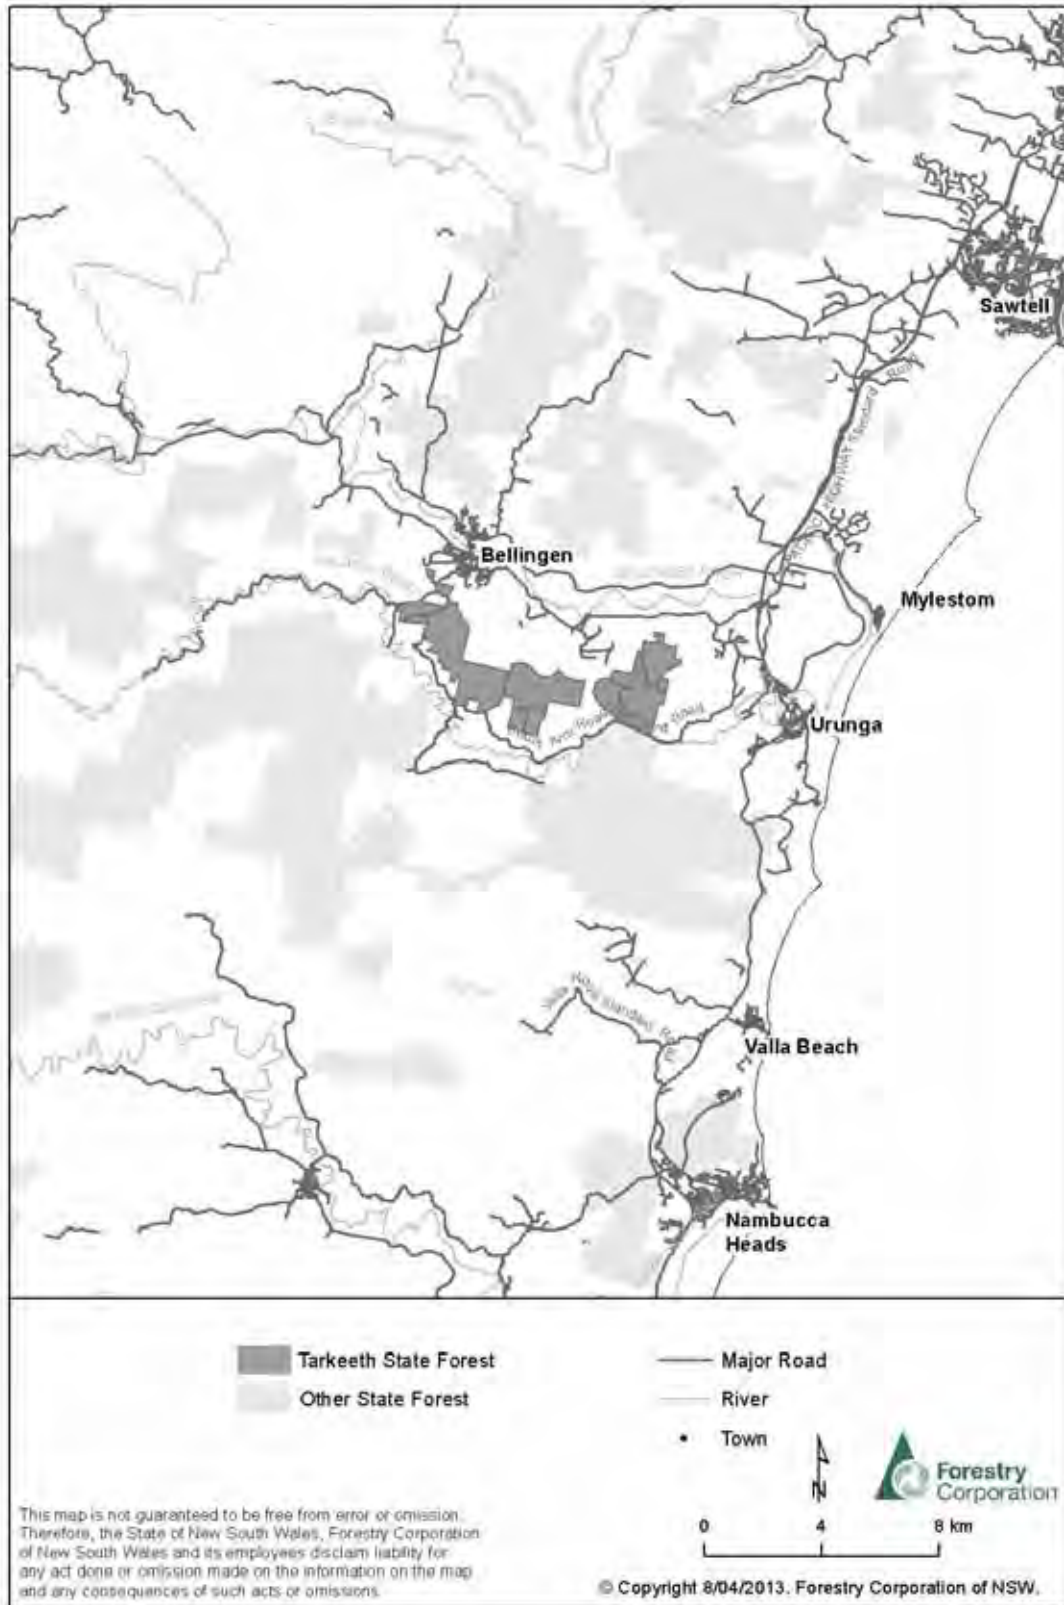 Sawtell
HIGHWAY Standard Road
Bellingen
Mylestom
Urunga
Road
Valla Beach
Nambucca
Heads
Tarkeeth State Forest
Other State Forest
Major Road
River
Town
N
Forestry
Corporation
This map is not guaranteed to be free from error or omission.
Therefore, the State of New South Wales, Forestry Corporation
of New South Wales and its employees disclaim liability for
any act done or omission made on the information on the map
and any consequences of such acts or omissions.
0 4 8 km
© Copyright 8/04/2013. Forestry Corporation of NSW.